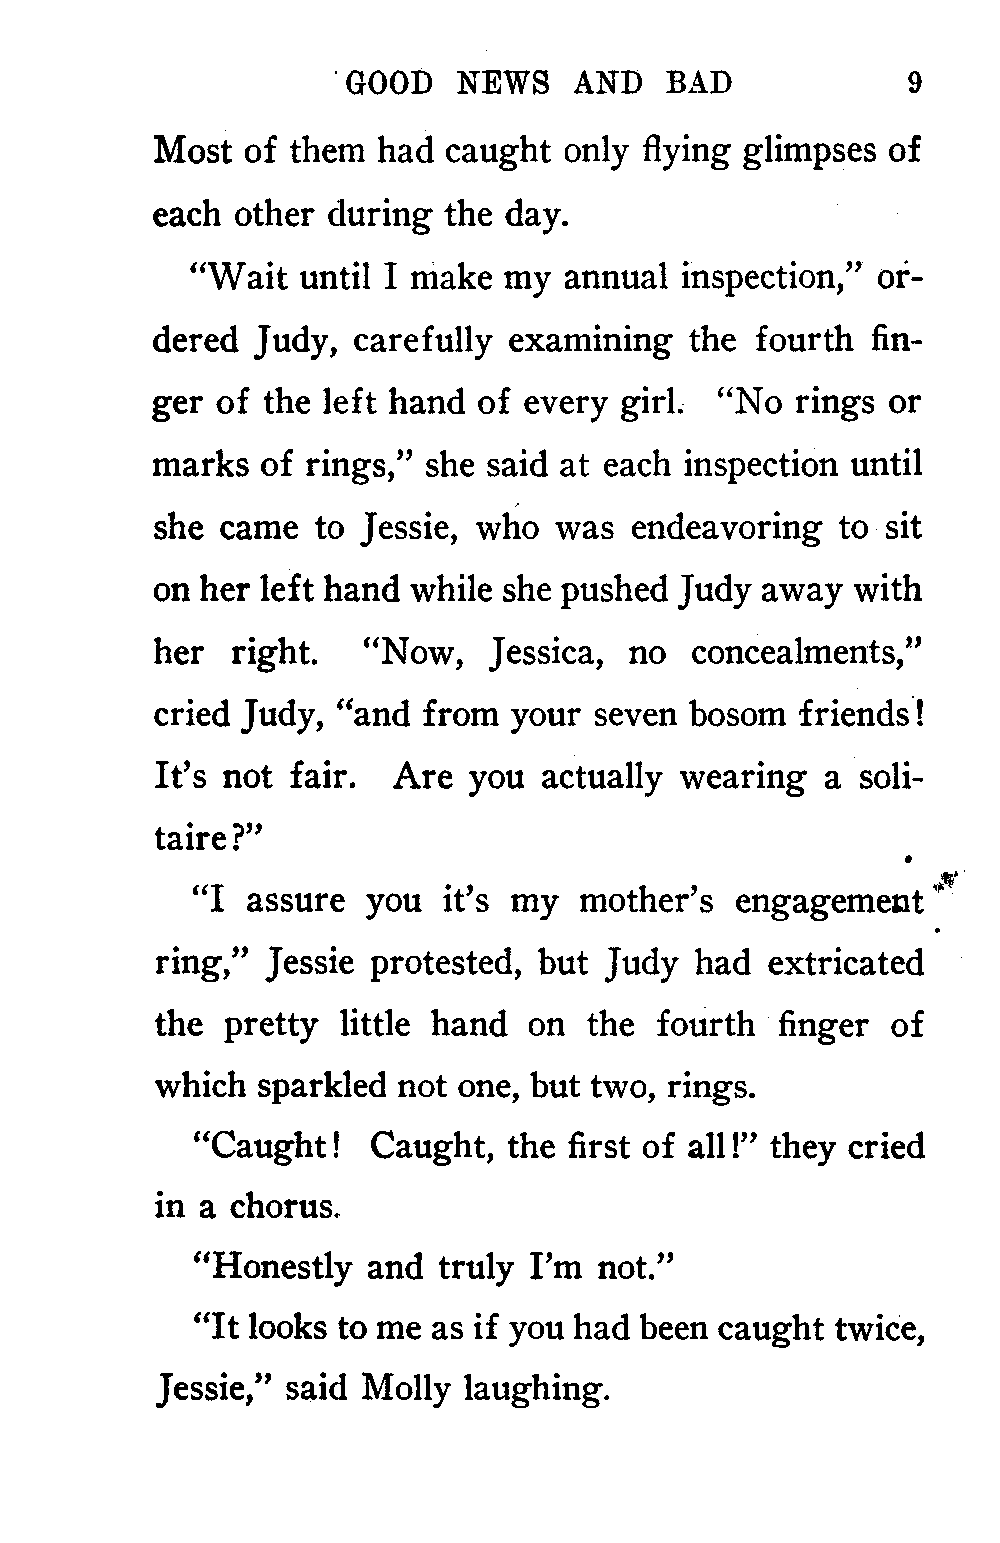 GOOD NEWS AND BAD 9
Most of them had caught only flying glimpses of
each other during the day.
“Wait until I make my annual inspection,” or-
dered Judy, carefully examining the fourth fin-
ger of the left hand of every girl. “No rings or
marks of rings,” she said at each inspection until
she came to Jessie, who was endeavoring to sit
on her left hand while she pushed Judy away with
her right. “Now, Jessica, no concealments,”
cried Judy, “and from your seven bosom friends!
It’s not fair. Are you actually wearing a soli-
taire?”
“I assure you it’s my mother’s engagement
ring,” Jessie protested, but Judy had extricated
the pretty little hand on the fourth finger of
which sparkled not one, but two, rings.
“Caught! Caught, the first of all!” they cried
in a chorus.
“Honestly and truly I’m not.”
“It looks to me as if you had been caught twice,
Jessie,” said Molly laughing.